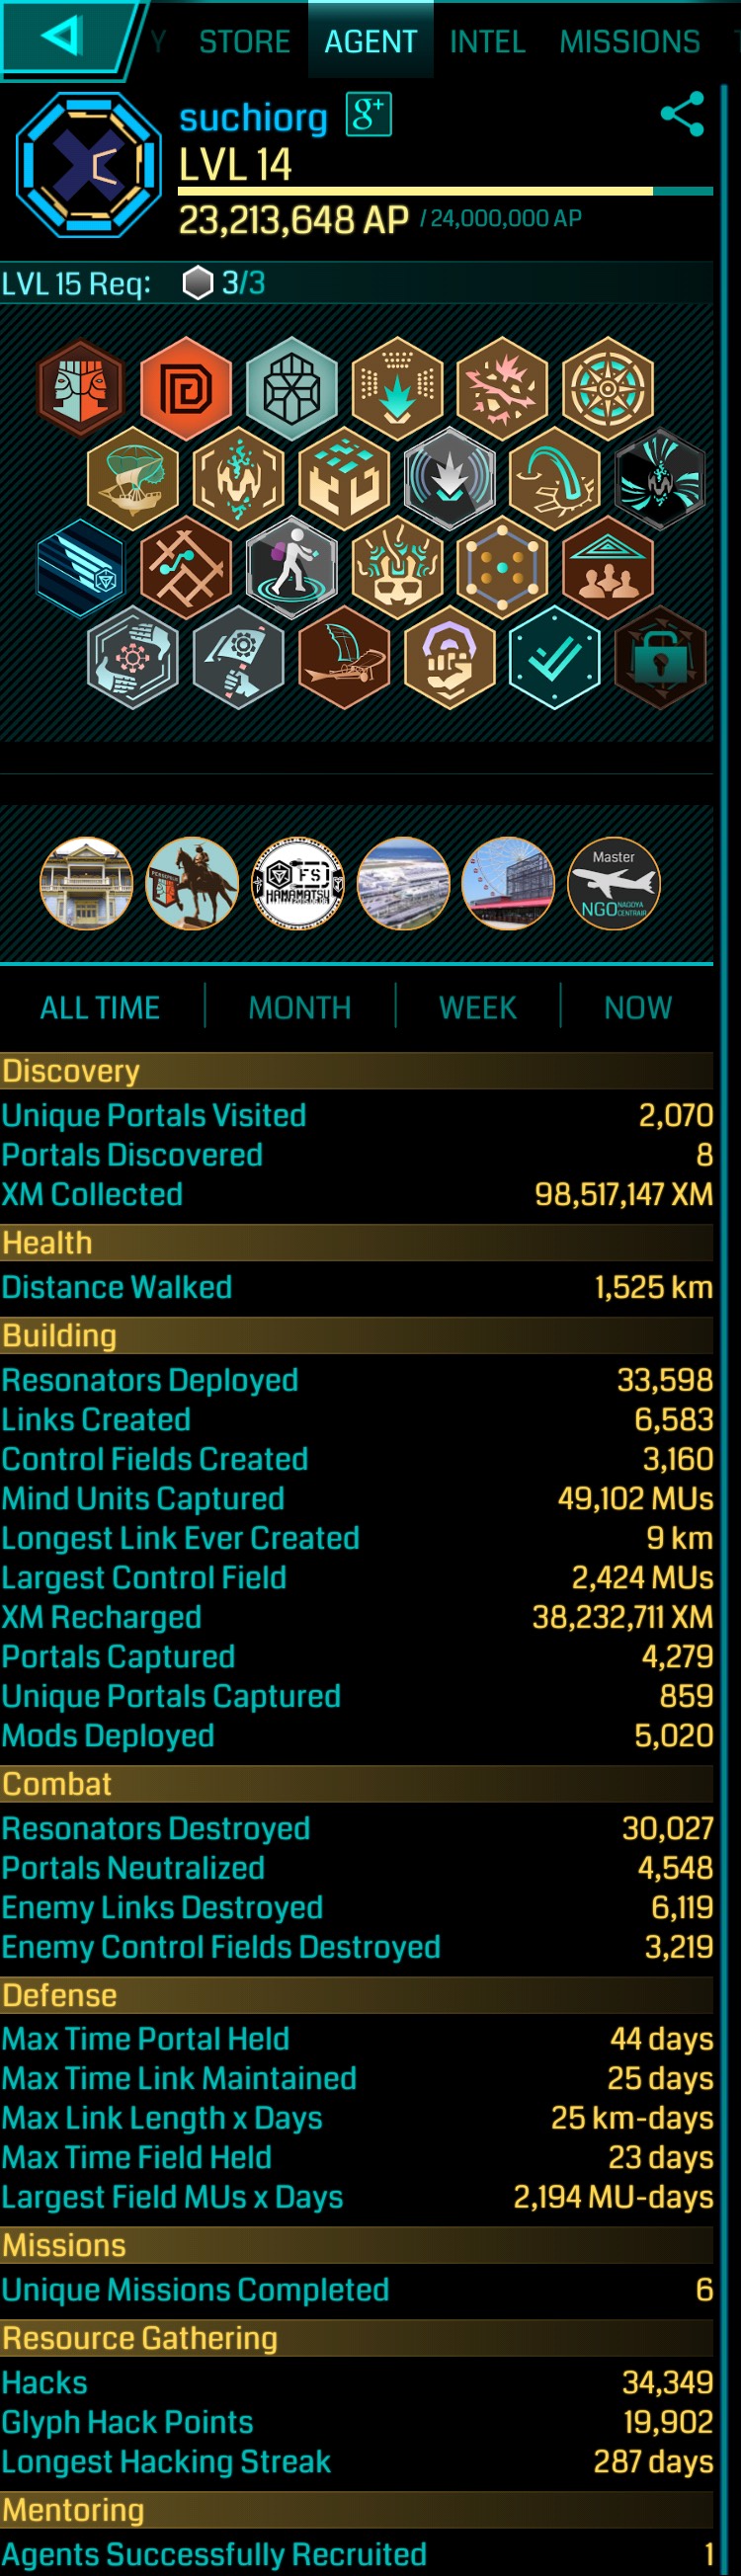 Y STORE AGENT INTEL MISSIONS
suchiorg g+
LVL 14
23,213,648 AP / 24,000,000 AP
LVL 15 Req: 3/3
PERSEPOLIS
FS
HAMAMATSU
Master
NGO NAGOYA CENTRAIR
ALL TIME MONTH WEEK NOW
Discovery
Unique Portals Visited 2,070
Portals Discovered 8
XM Collected 98,517,147 XM
Health
Distance Walked 1,525 km
Building
Resonators Deployed 33,598
Links Created 6,583
Control Fields Created 3,160
Mind Units Captured 49,102 MUs
Longest Link Ever Created 9 km
Largest Control Field 2,424 MUs
XM Recharged 38,232,711 XM
Portals Captured 4,279
Unique Portals Captured 859
Mods Deployed 5,020
Combat
Resonators Destroyed 30,027
Portals Neutralized 4,548
Enemy Links Destroyed 6,119
Enemy Control Fields Destroyed 3,219
Defense
Max Time Portal Held 44 days
Max Time Link Maintained 25 days
Max Link Length x Days 25 km-days
Max Time Field Held 23 days
Largest Field MUs x Days 2,194 MU-days
Missions
Unique Missions Completed 6
Resource Gathering
Hacks 34,349
Glyph Hack Points 19,902
Longest Hacking Streak 287 days
Mentoring
Agents Successfully Recruited 1